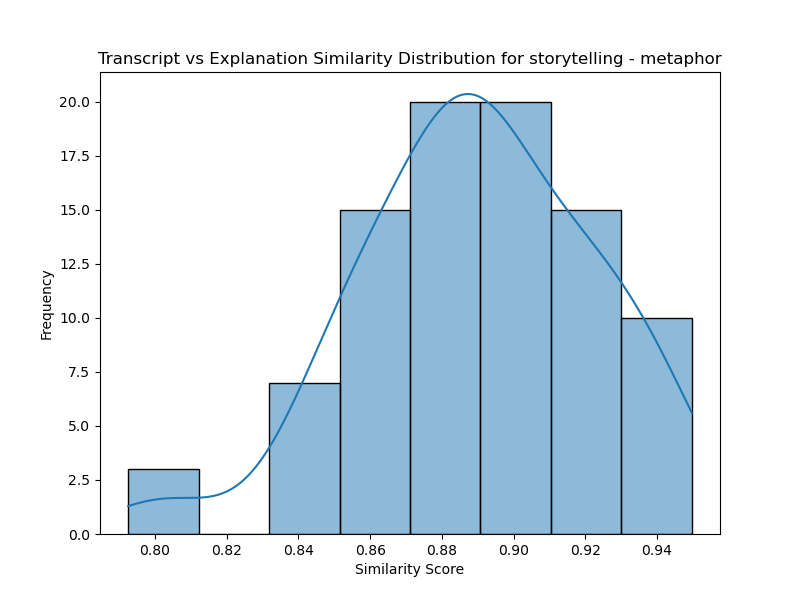 Transcript vs Explanation Similarity Distribution for storytelling - metaphor
20.0
17.5
15.0
12.5
10.0
7.5
5.0
2.5
0.0
Frequency
0.80 0.82 0.84 0.86 0.88 0.90 0.92 0.94
Similarity Score